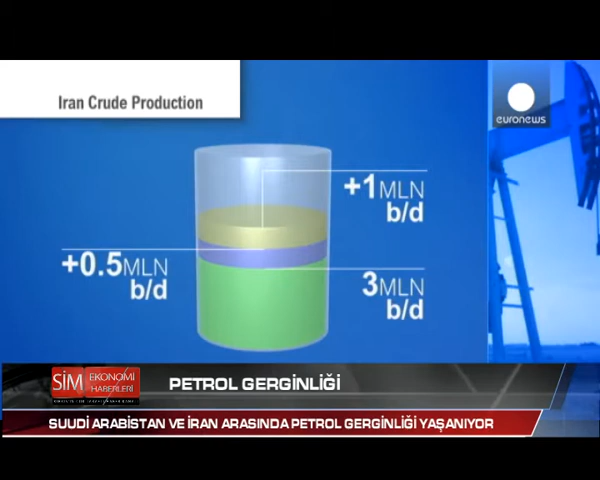 Iran Crude Production
euronews
+1MLN
b/d
+0.5MLN
b/d
3MLN
b/d
SİM EKONOMİ
HABERLERİ
PETROL GERGİNLİĞİ
SUUDİ ARABİSTAN VE İRAN ARASINDA PETROL GERGİNLİĞİ YAŞANIYOR